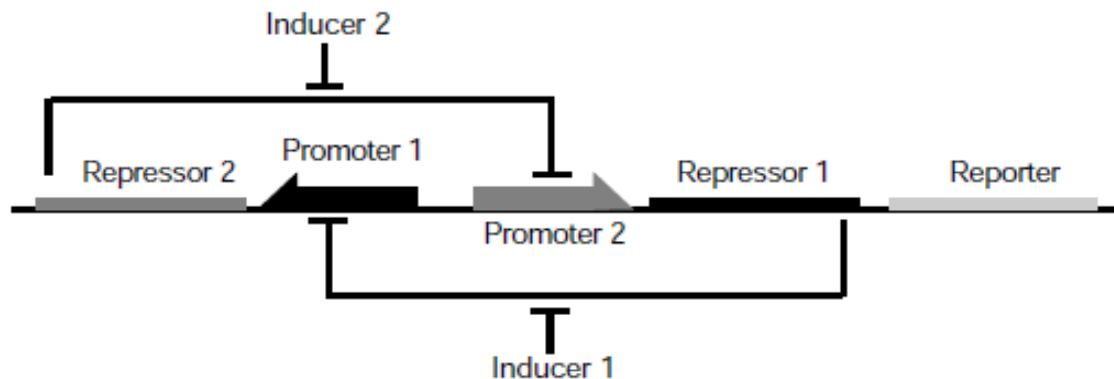 Inducer 2
Promoter 1
Repressor 2
Repressor 1
Reporter
Promoter 2
Inducer 1